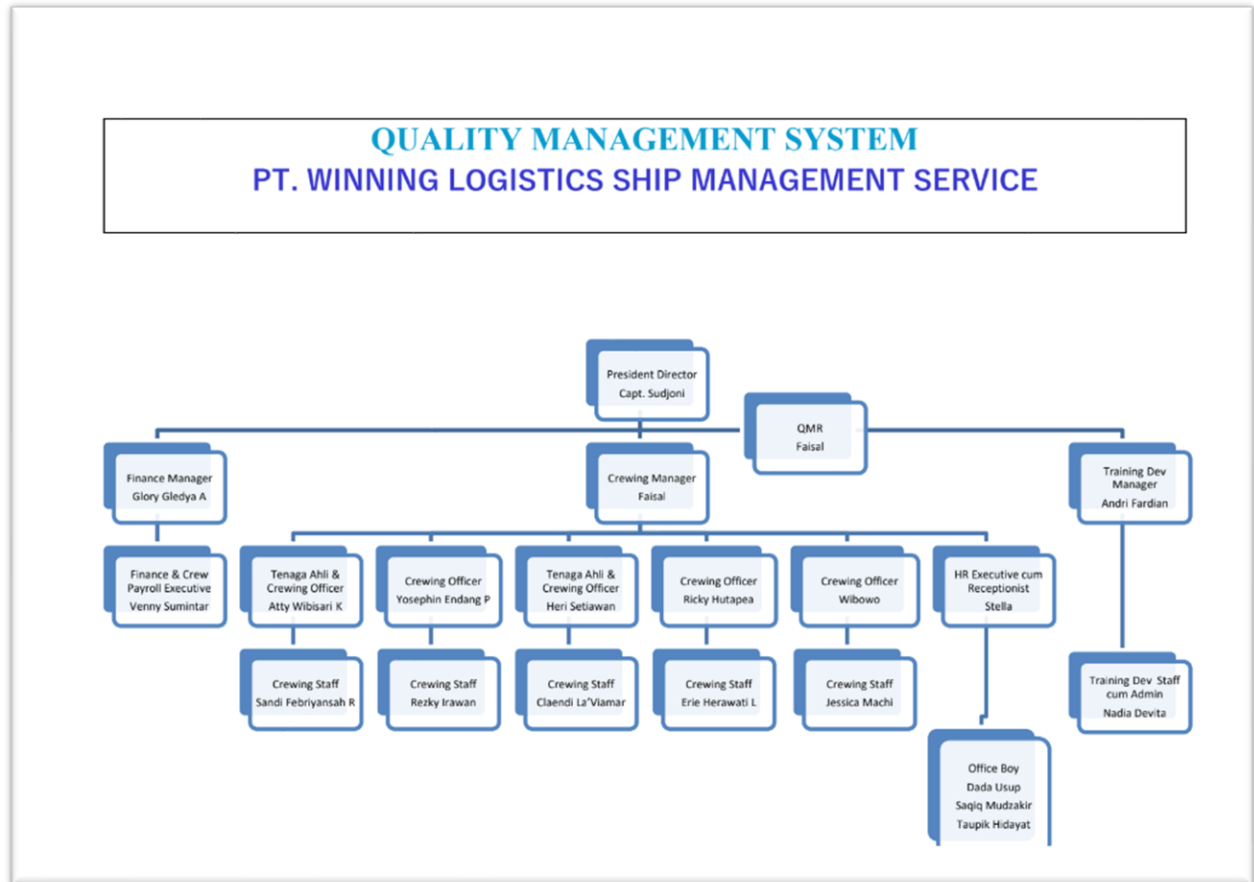 QUALITY MANAGEMENT SYSTEM
PT. WINNING LOGISTICS SHIP MANAGEMENT SERVICE
President Director
Capt. Sudjoni
QMR
Faisal
Finance Manager
Glory Gledya A
Crewing Manager
Faisal
Training Dev
Manager
Andri Fardian
Finance & Crew
Payroll Executive
Venny Sumintar
Tenaga Ahli &
Crewing Officer
Atty Wibisari K
Crewing Officer
Yosephin Endang P
Tenaga Ahli &
Crewing Officer
Heri Setiawan
Crewing Officer
Ricky Hutapea
Crewing Officer
Wibowo
HR Executive cum
Receptionist
Stella
Crewing Staff
Sandi Febriyansah R
Crewing Staff
Rezky Irawan
Crewing Staff
Claendi La'Viamar
Crewing Staff
Erie Herawati L
Crewing Staff
Jessica Machi
Training Dev Staff
cum Admin
Nadia Devita
Office Boy
Dada Usup
Saqiq Mudzakir
Taupik Hidayat